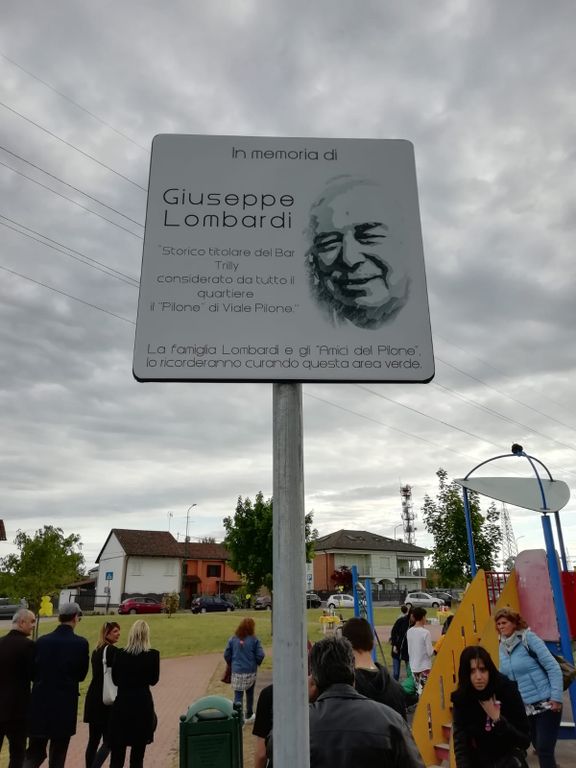 In memoria di
Giuseppe
Lombardi
"Storico titolare del Bar
Trilly
considerato da tutto il
quartiere
il "Pilone" di Viale Pilone."
La famiglia Lombardi e gli "Amici del Pilone",
lo ricorderanno curando questa area verde.